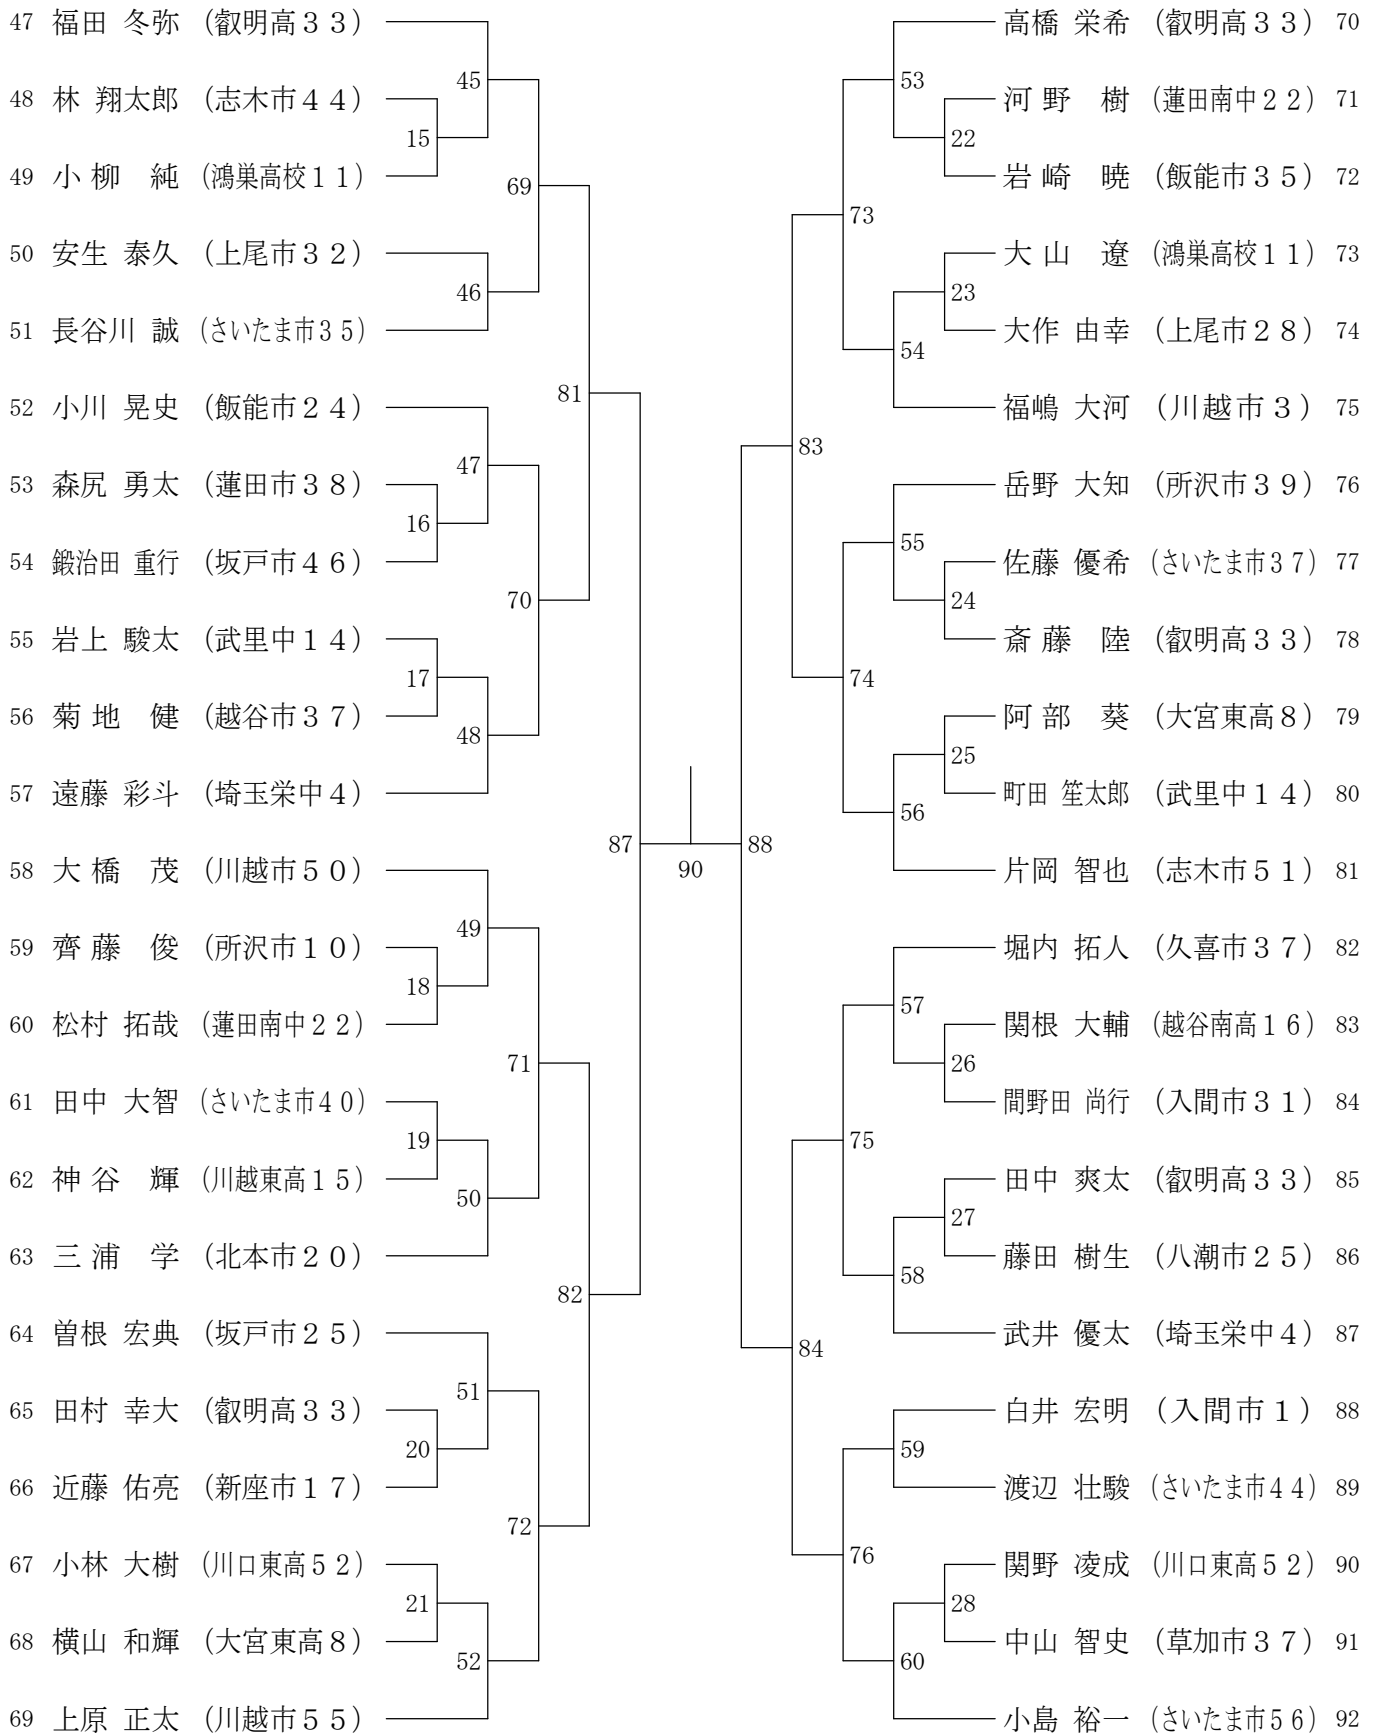 47 福田 冬弥 (叡明高33)
45
48 林 翔太郎 (志木市44)
15
49 小柳 純 (鴻巣高校11)
69
50 安生 泰久 (上尾市32)
46
51 長谷川 誠 (さいたま市35)
81
52 小川 晃史 (飯能市24)
47
53 森尻 勇太 (蓮田市38)
16
54 鍛治田 重行 (坂戸市46)
70
55 岩上 駿太 (武里中14)
17
56 菊地 健 (越谷市37)
48
57 遠藤 彩斗 (埼玉栄中4)
87
58 大橋 茂 (川越市50)
49
59 齊藤 俊 (所沢市10)
18
60 松村 拓哉 (蓮田南中22)
71
61 田中 大智 (さいたま市40)
19
62 神谷 輝 (川越東高15)
50
63 三浦 学 (北本市20)
82
64 曽根 宏典 (坂戸市25)
51
65 田村 幸大 (叡明高33)
20
66 近藤 佑亮 (新座市17)
72
67 小林 大樹 (川口東高52)
21
68 横山 和輝 (大宮東高8)
52
69 上原 正太 (川越市55)
90
高橋 栄希 (叡明高33) 70
53
河野 樹 (蓮田南中22) 71
22
岩崎 暁 (飯能市35) 72
73
大山 遼 (鴻巣高校11) 73
23
大作 由幸 (上尾市28) 74
54
福嶋 大河 (川越市3) 75
83
岳野 大知 (所沢市39) 76
55
佐藤 優希 (さいたま市37) 77
24
斎藤 陸 (叡明高33) 78
74
阿部 葵 (大宮東高8) 79
25
町田 笙太郎 (武里中14) 80
56
88
片岡 智也 (志木市51) 81
堀内 拓人 (久喜市37) 82
57
関根 大輔 (越谷南高16) 83
26
間野田 尚行 (入間市31) 84
75
田中 爽太 (叡明高33) 85
27
藤田 樹生 (八潮市25) 86
58
武井 優太 (埼玉栄中4) 87
84
白井 宏明 (入間市1) 88
59
渡辺 壮駿 (さいたま市44) 89
76
関野 凌成 (川口東高52) 90
28
中山 智史 (草加市37) 91
60
小島 裕一 (さいたま市56) 92